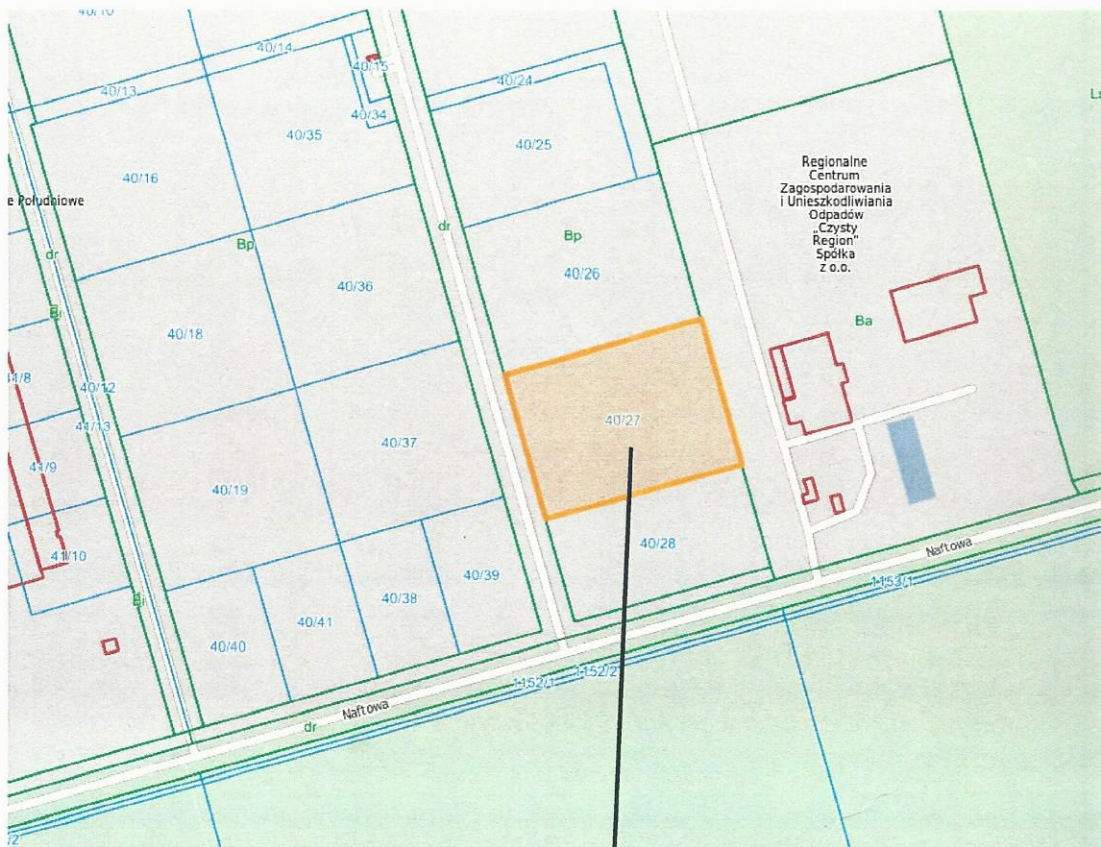 40/10
40/14
40/13
40/15
40/34
40/24
40/35
40/25
40/16
Regionalne
Centrum
Zagospodarowania
i Unieszkodliwiania
Odpadów
„Czysty
Region”
Spółka
z o.o.
e Południowe
dr
Bp
dr
Bp
40/26
40/36
Bi
Ba
40/18
40/12
41/13
40/27
40/37
41/9
40/19
40/28
41/10
40/39
Naftowa
1153/1
40/38
Bi
40/41
40/40
1152/2
1152/1
Naftowa
dr